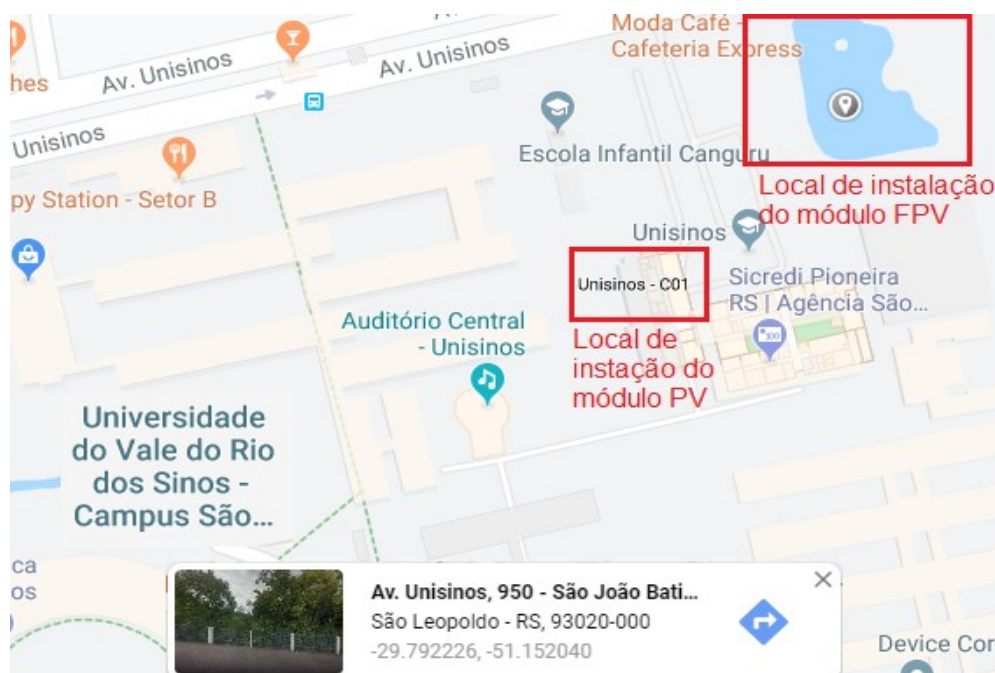 Moda Café -
Cafeteria Express
Av. Unisinos
Av. Unisinos
hes
Unisinos
Escola Infantil Canguru
py Station - Setor B
Local de instalação
do módulo FPV
Unisinos
Unisinos - C01
Sicredi Pioneira
RS | Agência São...
Auditório Central
- Unisinos
Local de
instação do
módulo PV
Universidade
do Vale do Rio
dos Sinos -
Campus São...
ca
os
Av. Unisinos, 950 - São João Bati...
São Leopoldo - RS, 93020-000
-29.792226, -51.152040
Device Cor